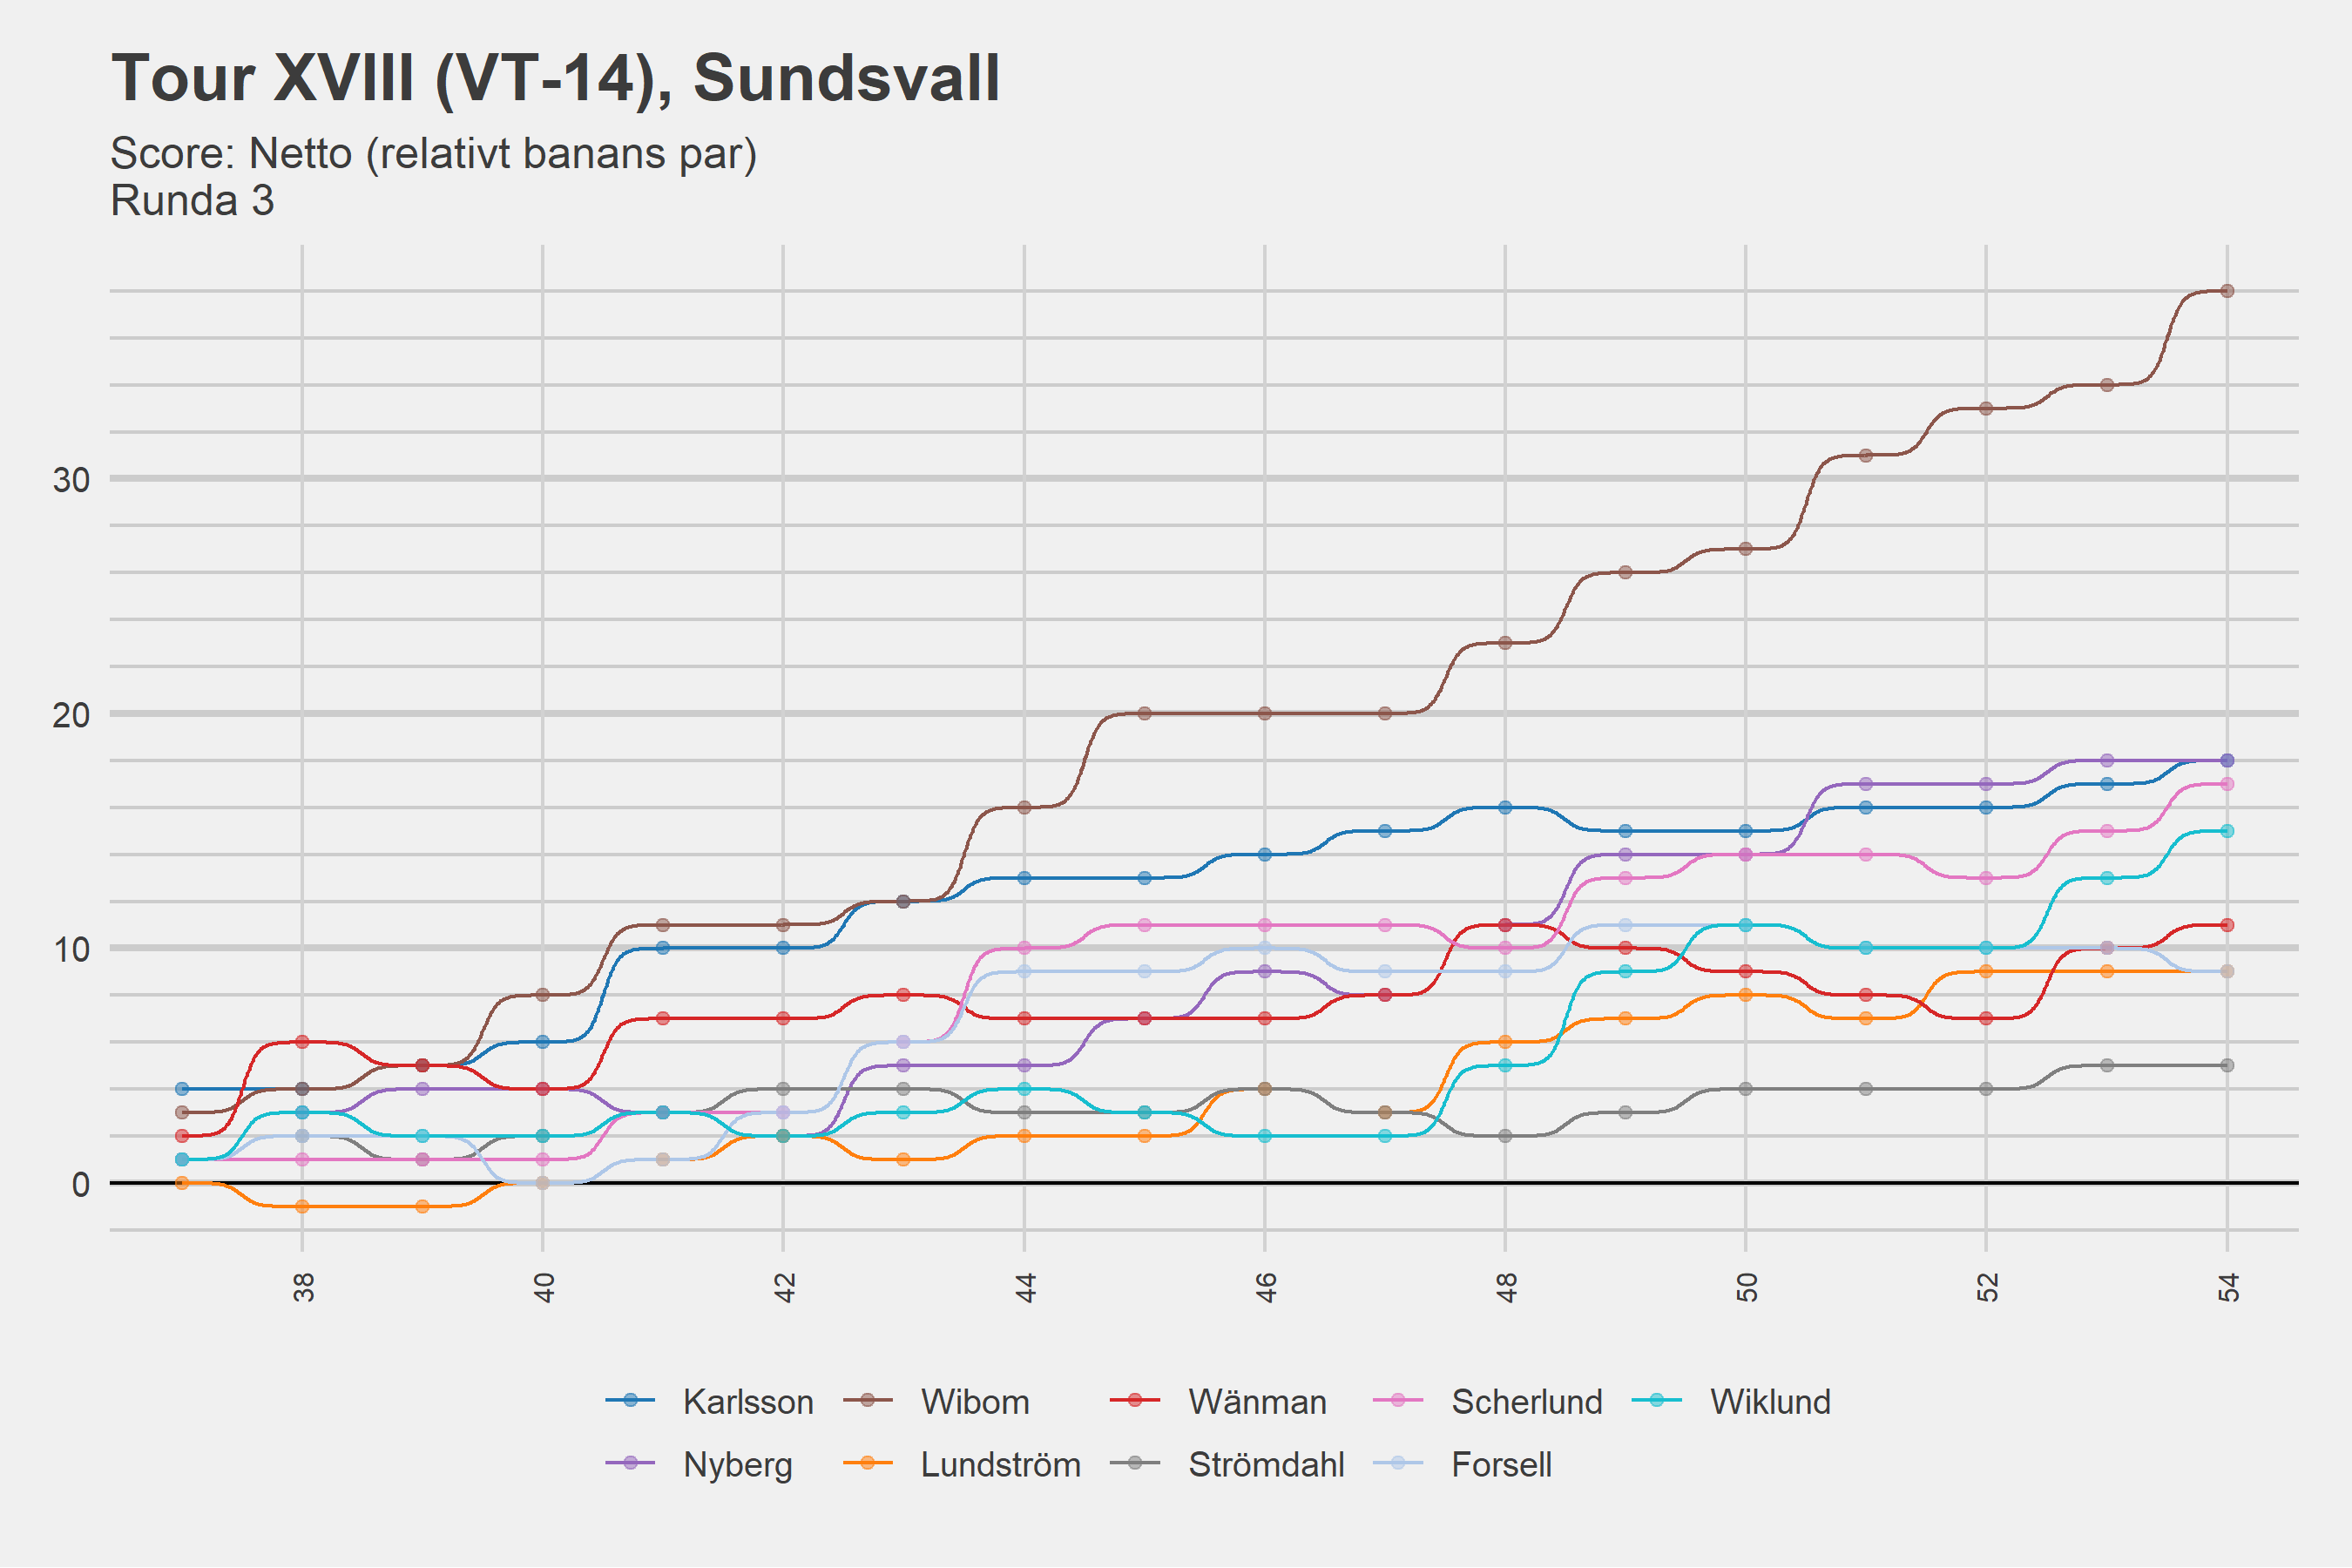 Tour XVIII (VT-14), Sundsvall
Score: Netto (relativt banans par)
Runda 3
30
20
10
0
38 40 42 44 46 48 50 52 54
Karlsson Wibom Wänman Scherlund Wiklund
Nyberg Lundström Strömdahl Forsell